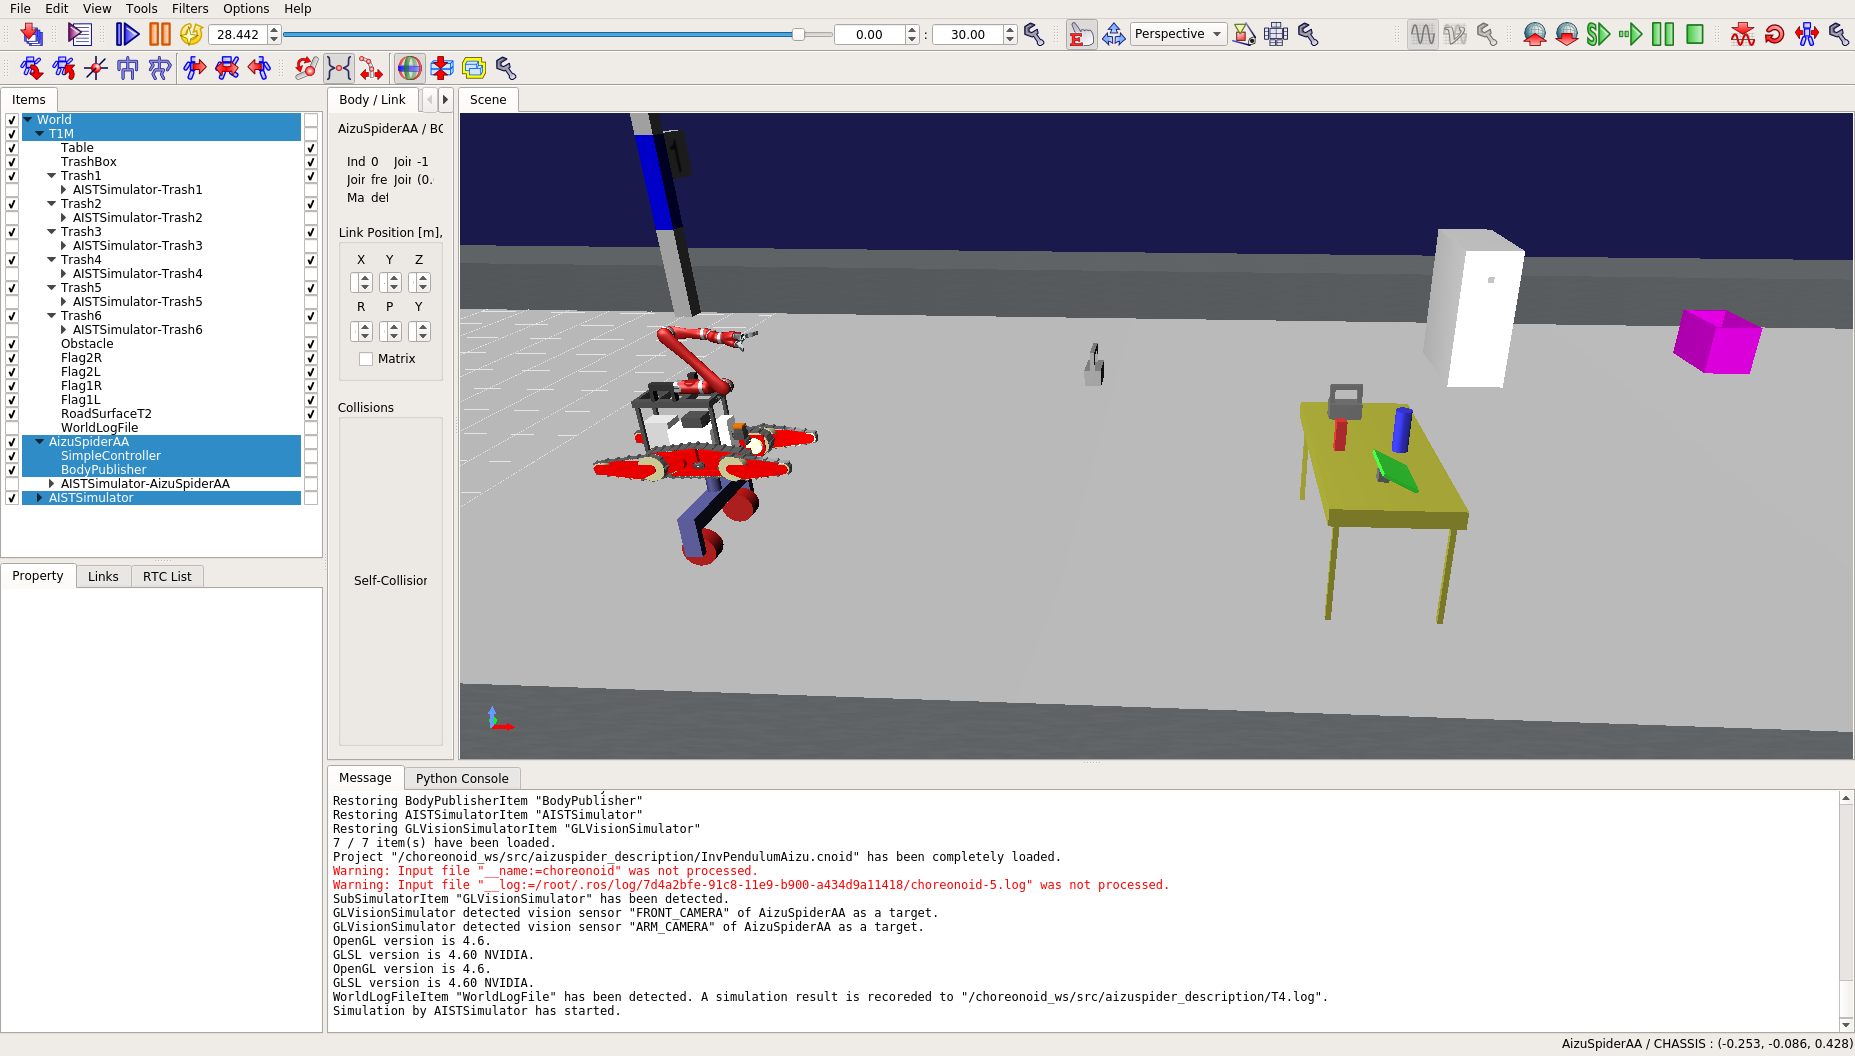 File Edit View Tools Filters Options Help
28.442 0.00 : 30.00 Perspective
Items
World
T1M
Table
TrashBox
Trash1
AISTSimulator-Trash1
Trash2
AISTSimulator-Trash2
Trash3
AISTSimulator-Trash3
Trash4
AISTSimulator-Trash4
Trash5
AISTSimulator-Trash5
Trash6
AISTSimulator-Trash6
Obstacle
Flag2R
Flag2L
Flag1R
Flag1L
RoadSurfaceT2
WorldLogFile
AizuSpiderAA
SimpleController
BodyPublisher
AISTSimulator-AizuSpiderAA
AISTSimulator
Property Links RTC List
Body / Link
AizuSpiderAA / BC
Ind 0 Joir -1
Joir fre Joir (0.
Ma def
Link Position [m],
X Y Z
R P Y
Matrix
Collisions
Self-Collisior
Scene
Message Python Console
Restoring BodyPublisherItem "BodyPublisher"
Restoring AISTSimulatorItem "AISTSimulator"
Restoring GLVisionSimulatorItem "GLVisionSimulator"
7 / 7 item(s) have been loaded.
Project "/choreonoid_ws/src/aizuspider_description/InvPendulumAizu.cnoid" has been completely loaded.
Warning: Input file "__name:=choreonoid" was not processed.
Warning: Input file "__log:=/root/.ros/log/7d4a2bfe-91c8-11e9-b900-a434d9a11418/choreonoid-5.log" was not processed.
SubSimulatorItem "GLVisionSimulator" has been detected.
GLVisionSimulator detected vision sensor "FRONT_CAMERA" of AizuSpiderAA as a target.
GLVisionSimulator detected vision sensor "ARM_CAMERA" of AizuSpiderAA as a target.
OpenGL version is 4.6.
GLSL version is 4.60 NVIDIA.
OpenGL version is 4.6.
GLSL version is 4.60 NVIDIA.
WorldLogFileItem "WorldLogFile" has been detected. A simulation result is recoreded to "/choreonoid_ws/src/aizuspider_description/T4.log".
Simulation by AISTSimulator has started.
AizuSpiderAA / CHASSIS : (-0.253, -0.086, 0.428)